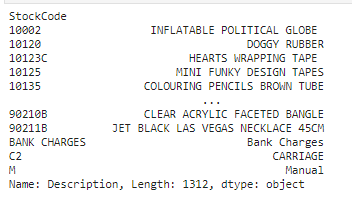 StockCode
10002 INFLATABLE POLITICAL GLOBE
10120 DOGGY RUBBER
10123C HEARTS WRAPPING TAPE
10125 MINI FUNKY DESIGN TAPES
10135 COLOURING PENCILS BROWN TUBE
...
90210B CLEAR ACRYLIC FACETED BANGLE
90211B JET BLACK LAS VEGAS NECKLACE 45CM
BANK CHARGES Bank Charges
C2 CARRIAGE
M Manual
Name: Description, Length: 1312, dtype: object